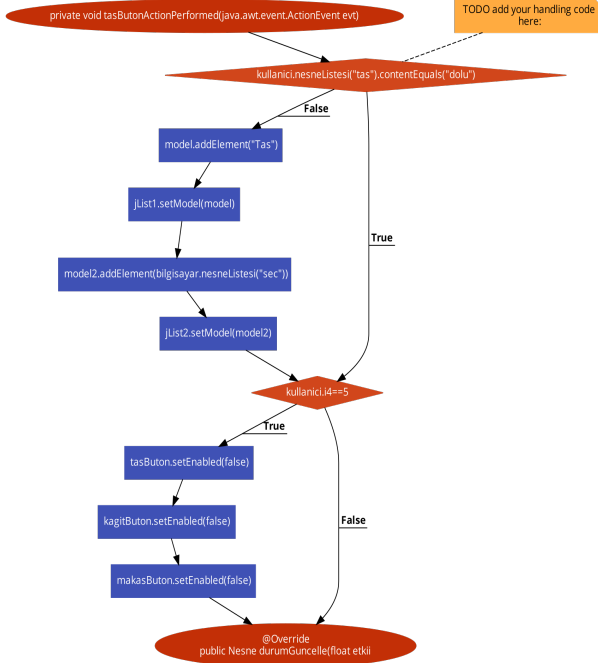 private void tasButonActionPerformed(java.awt.event.ActionEvent evt)
TODO add your handling code
here:
kullanici.nesneListesi("tas").contentEquals("dolu")
False
model.addElement("Tas")
jList1.setModel(model)
True
model2.addElement(bilgisayar.nesneListesi("sec"))
jList2.setModel(model2)
kullanici.i4==5
True
tasButon.setEnabled(false)
kagitButon.setEnabled(false)
False
makasButon.setEnabled(false)
@Override
public Nesne durumGuncelle(float etkii